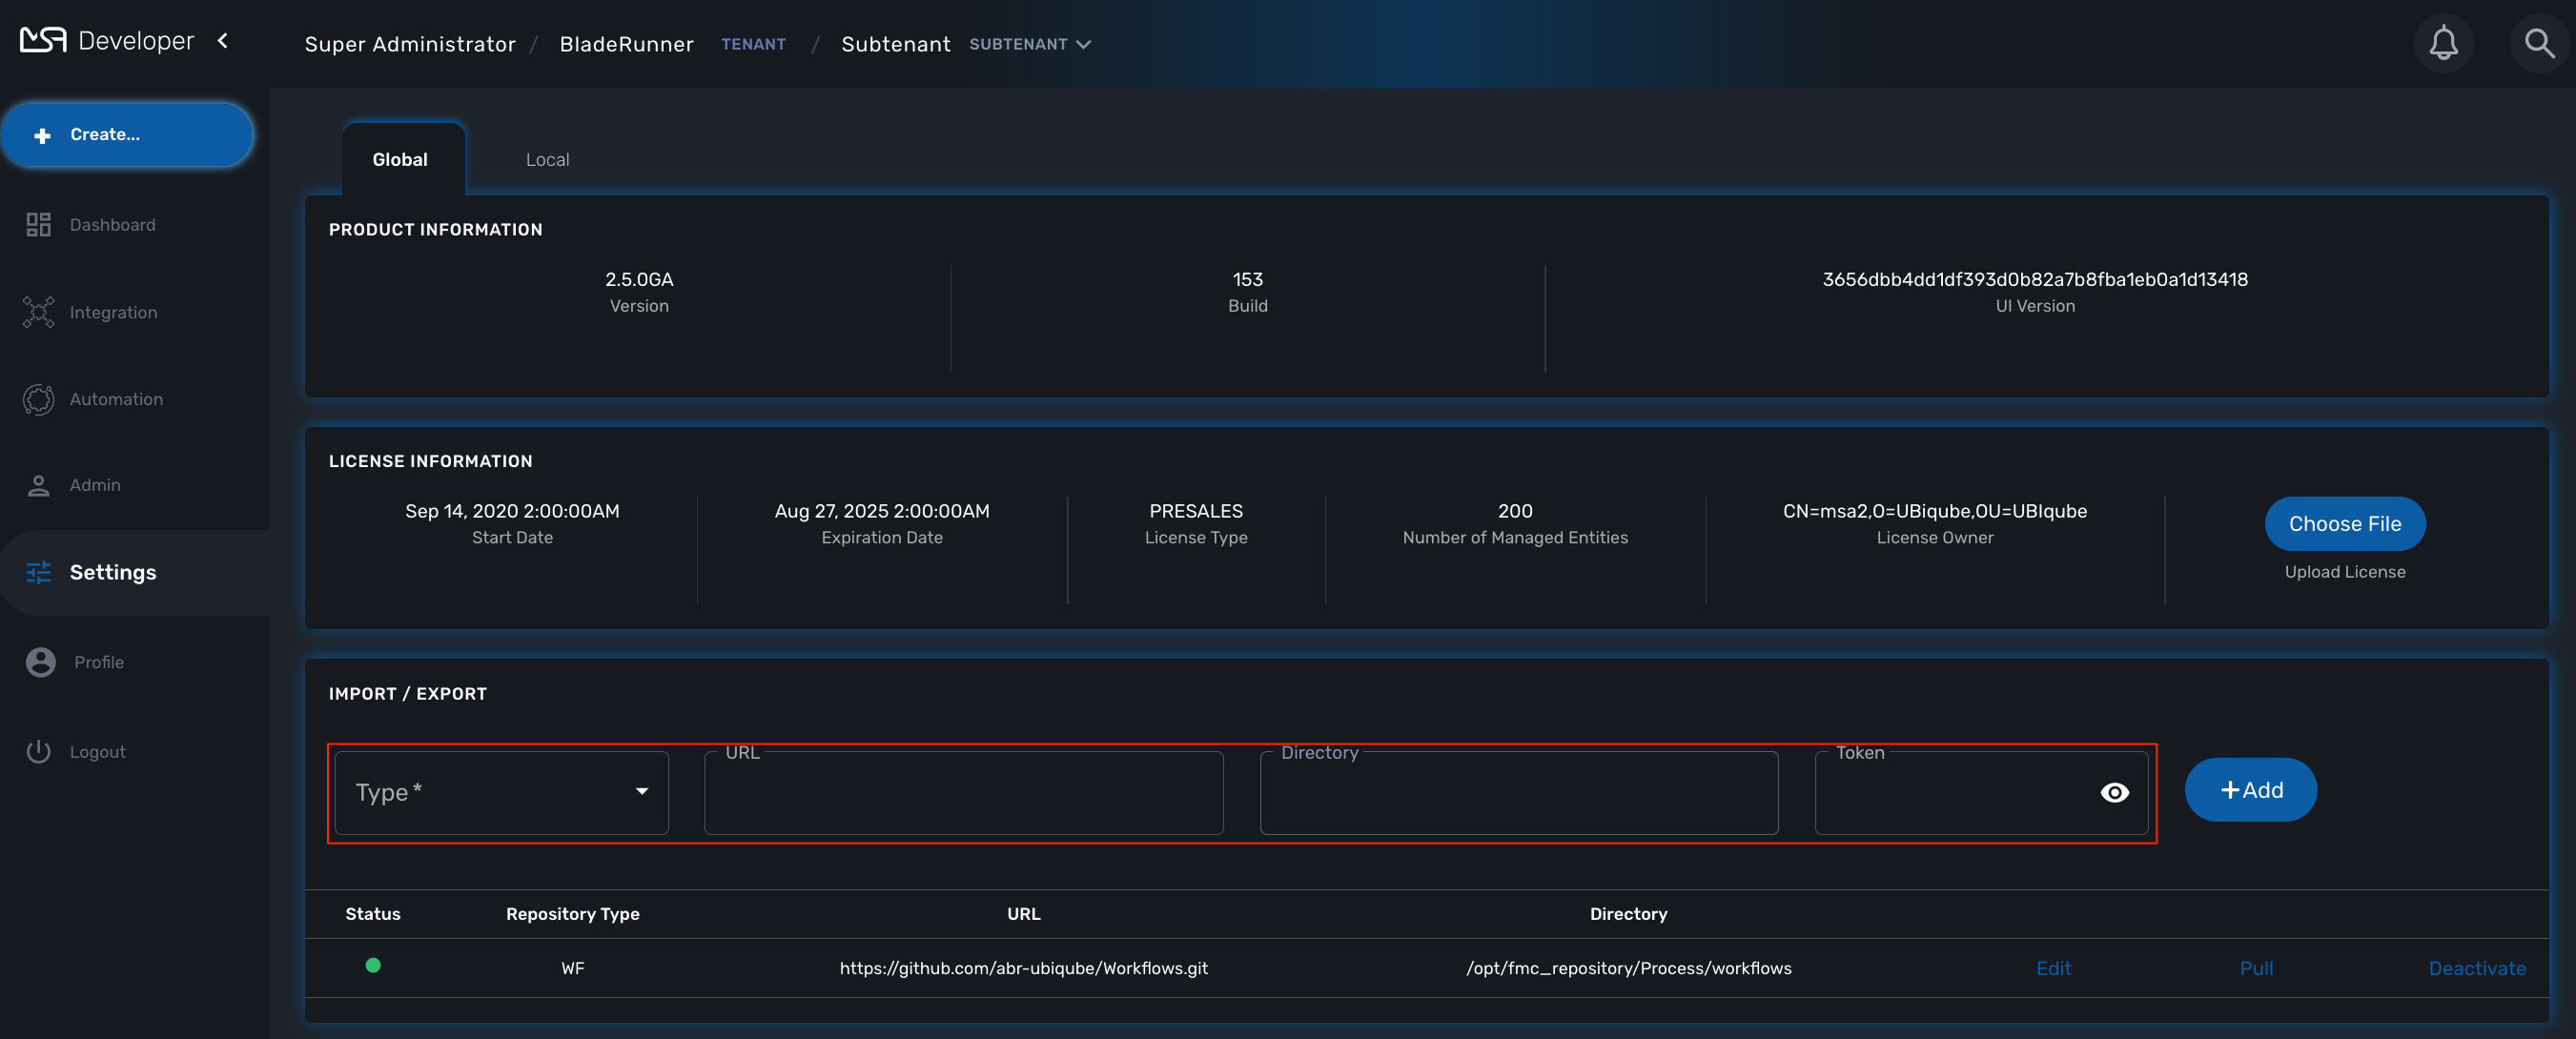 MSA Developer
Super Administrator / BladeRunner TENANT / Subtenant SUBTENANT
Create...
Dashboard
Integration
Automation
Admin
Settings
Profile
Logout
Global Local
PRODUCT INFORMATION
2.5.0GA 153 3656dbb4dd1df393d0b82a7b8fba1eb0a1d13418
Version Build UI Version
LICENSE INFORMATION
Sep 14, 2020 2:00:00AM Aug 27, 2025 2:00:00AM PRESALES 200 CN=msa2,O=UBiqube,OU=UBIqube Choose File
Start Date Expiration Date License Type Number of Managed Entities License Owner Upload License
IMPORT / EXPORT
URL Directory Token
Type * +Add
Status Repository Type URL Directory
WF https://github.com/abr-ubiqube/Workflows.git /opt/fmc_repository/Process/workflows Edit Pull Deactivate